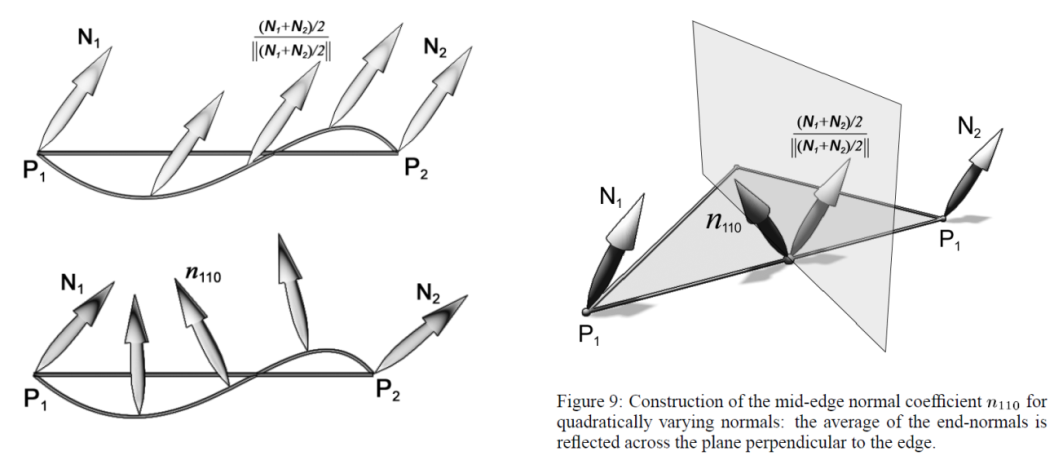 N₁
(N₁+N₂)/2
||(N₁+N₂)/2||
N₂
P₁
P₂
N₁
n₁₁₀
N₂
P₁
P₂
(N₁+N₂)/2
||(N₁+N₂)/2||
N₂
N₁
n₁₁₀
P₁
P₁
Figure 9: Construction of the mid-edge normal coefficient n₁₁₀ for
quadratically varying normals: the average of the end-normals is
reflected across the plane perpendicular to the edge.